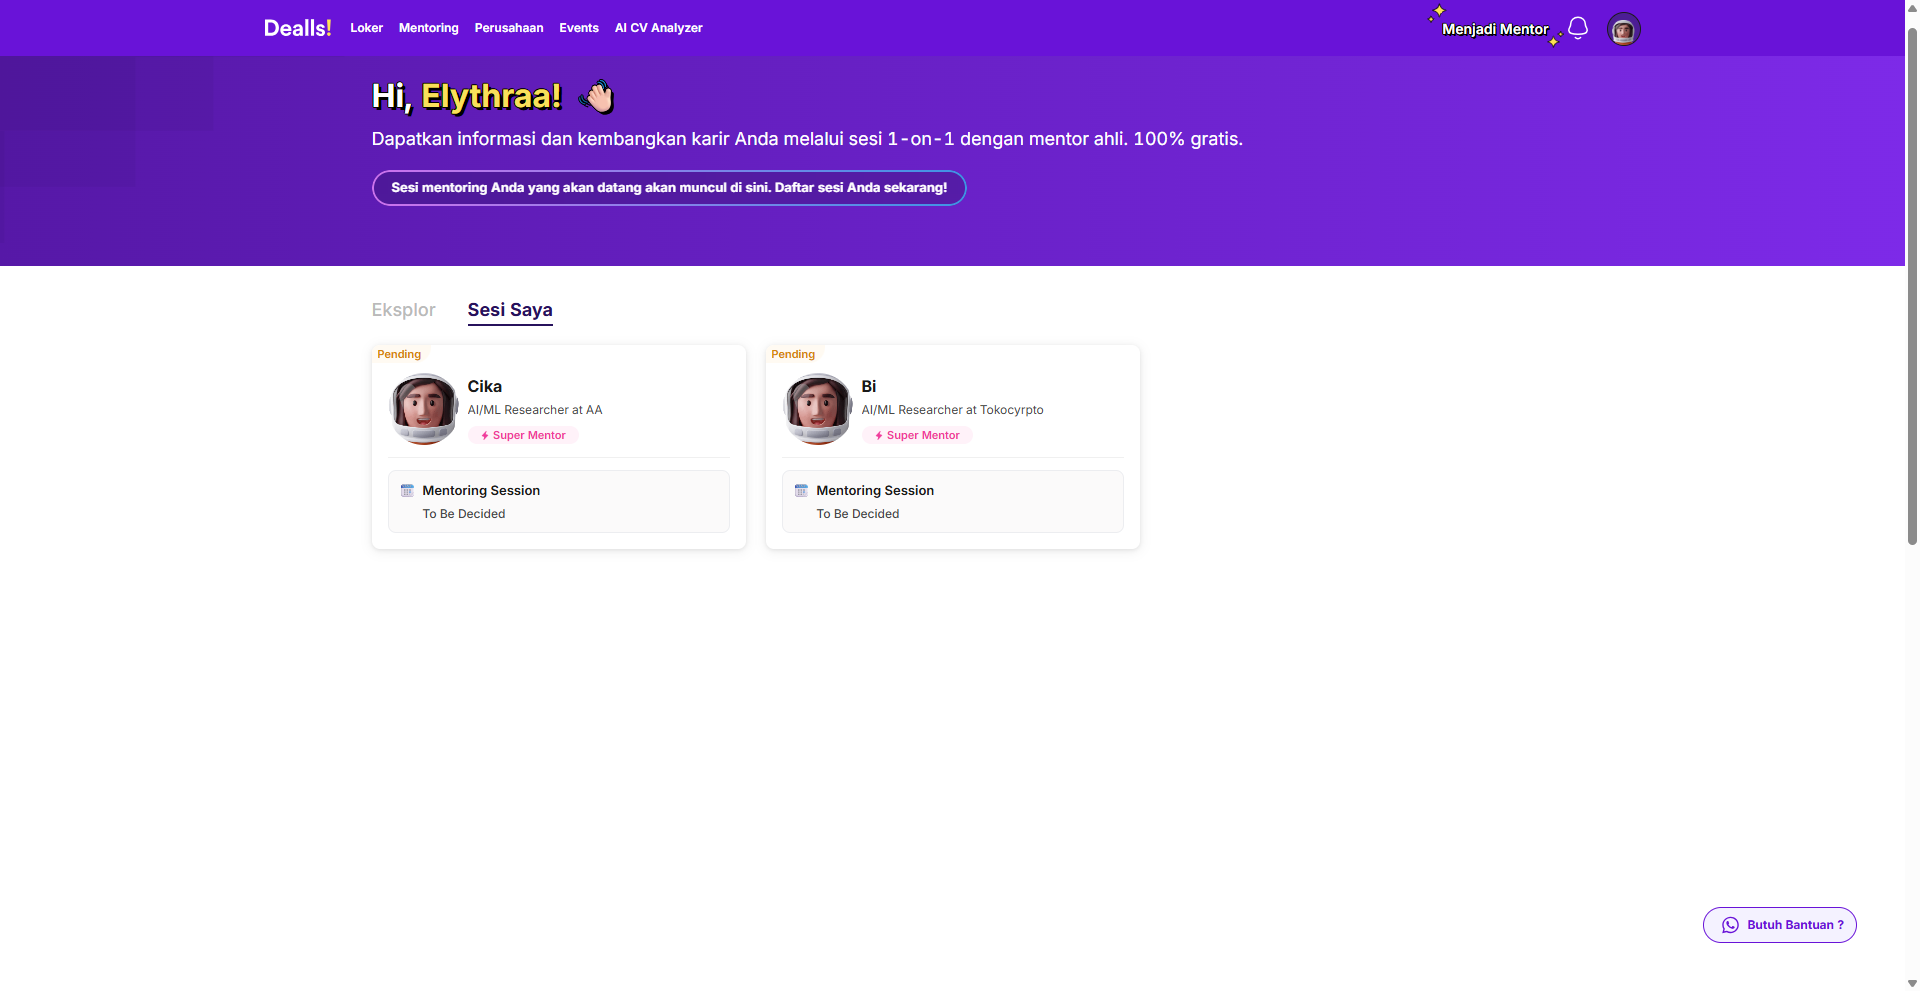 Dealls!
Loker
Mentoring
Perusahaan
Events
AI CV Analyzer
Menjadi Mentor
Hi, Elythraa!
Dapatkan informasi dan kembangkan karir Anda melalui sesi 1-on-1 dengan mentor ahli. 100% gratis.
Sesi mentoring Anda yang akan datang akan muncul di sini. Daftar sesi Anda sekarang!
Eksplor
Sesi Saya
Pending
Cika
AI/ML Researcher at AA
Super Mentor
Mentoring Session
To Be Decided
Pending
Bi
AI/ML Researcher at Tokocyrpto
Super Mentor
Mentoring Session
To Be Decided
Butuh Bantuan ?